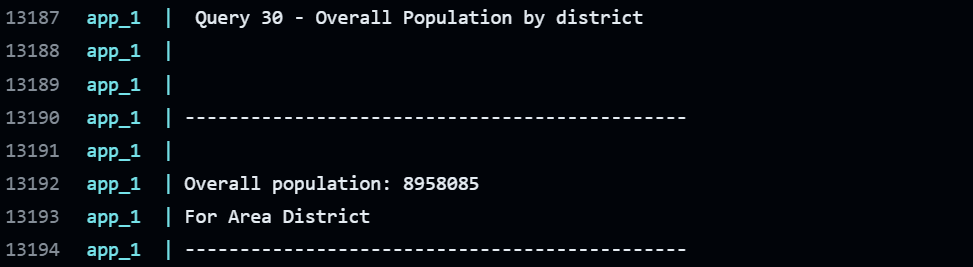 13187 app_1 | Query 30 - Overall Population by district
13188 app_1 |
13189 app_1 |
13190 app_1 | ----------------------------------------------
13191 app_1 |
13192 app_1 | Overall population: 8958085
13193 app_1 | For Area District
13194 app_1 | ----------------------------------------------